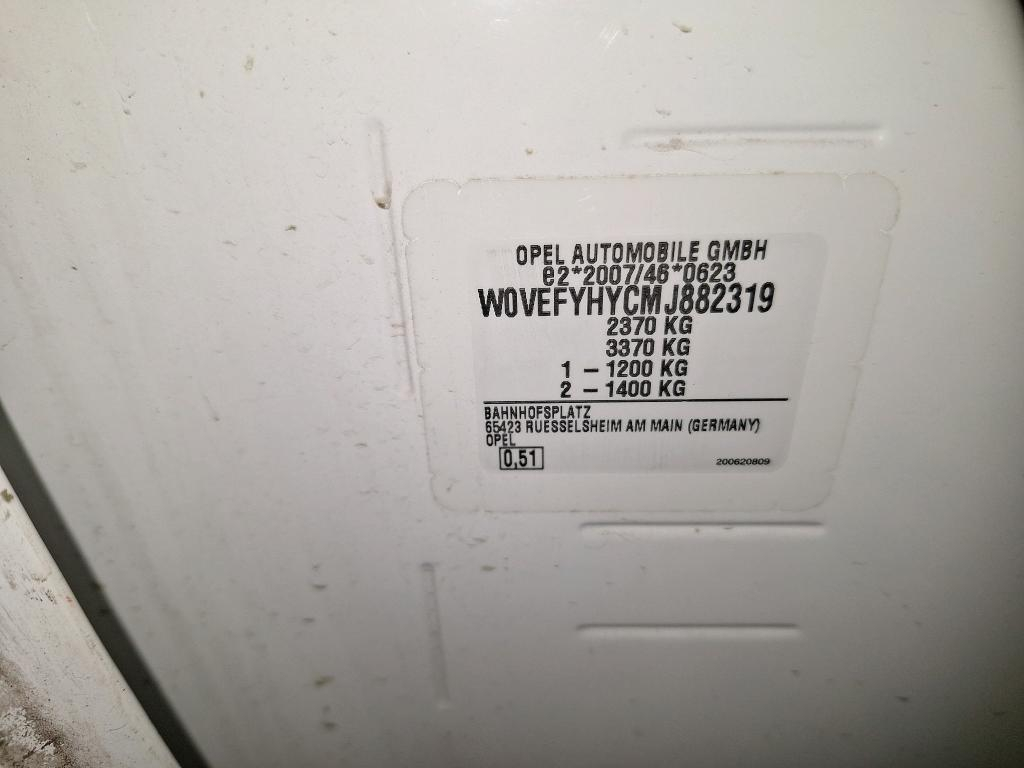 OPEL AUTOMOBILE GMBH
e2*2007/46*0623
W0VEFYHYCMJ882319
2370 KG
3370 KG
1 - 1200 KG
2 - 1400 KG
BAHNHOFSPLATZ
65423 RUESSELSHEIM AM MAIN (GERMANY)
OPEL
0,51
200620809